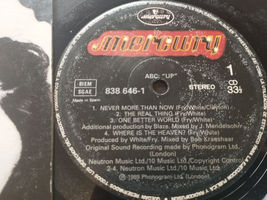 mercury
838 646-1
ABC "UP"
1
BIEM
SGAE
STEREO
33⅓
Made in Spain
1. NEVER MORE THAN NOW (Fry/White/Clayton)
2. THE REAL THING (Fry/White)
3. ONE BETTER WORLD (Fry/White)
Additional production by Slara. Mixed by J. Mendelsohn
4. WHERE IS THE HEAVEN? (Fry/White)
Produced by White/Fry. Mixed by Bob Kraushaar
Original Sound Recording made by Phonogram Ltd.
(London)
Neutron Music Ltd./10 Music Ltd./Copyright Control
2-4, Neutron Music Ltd./10 Music Ltd.
1989 Phonogram Ltd. (London)